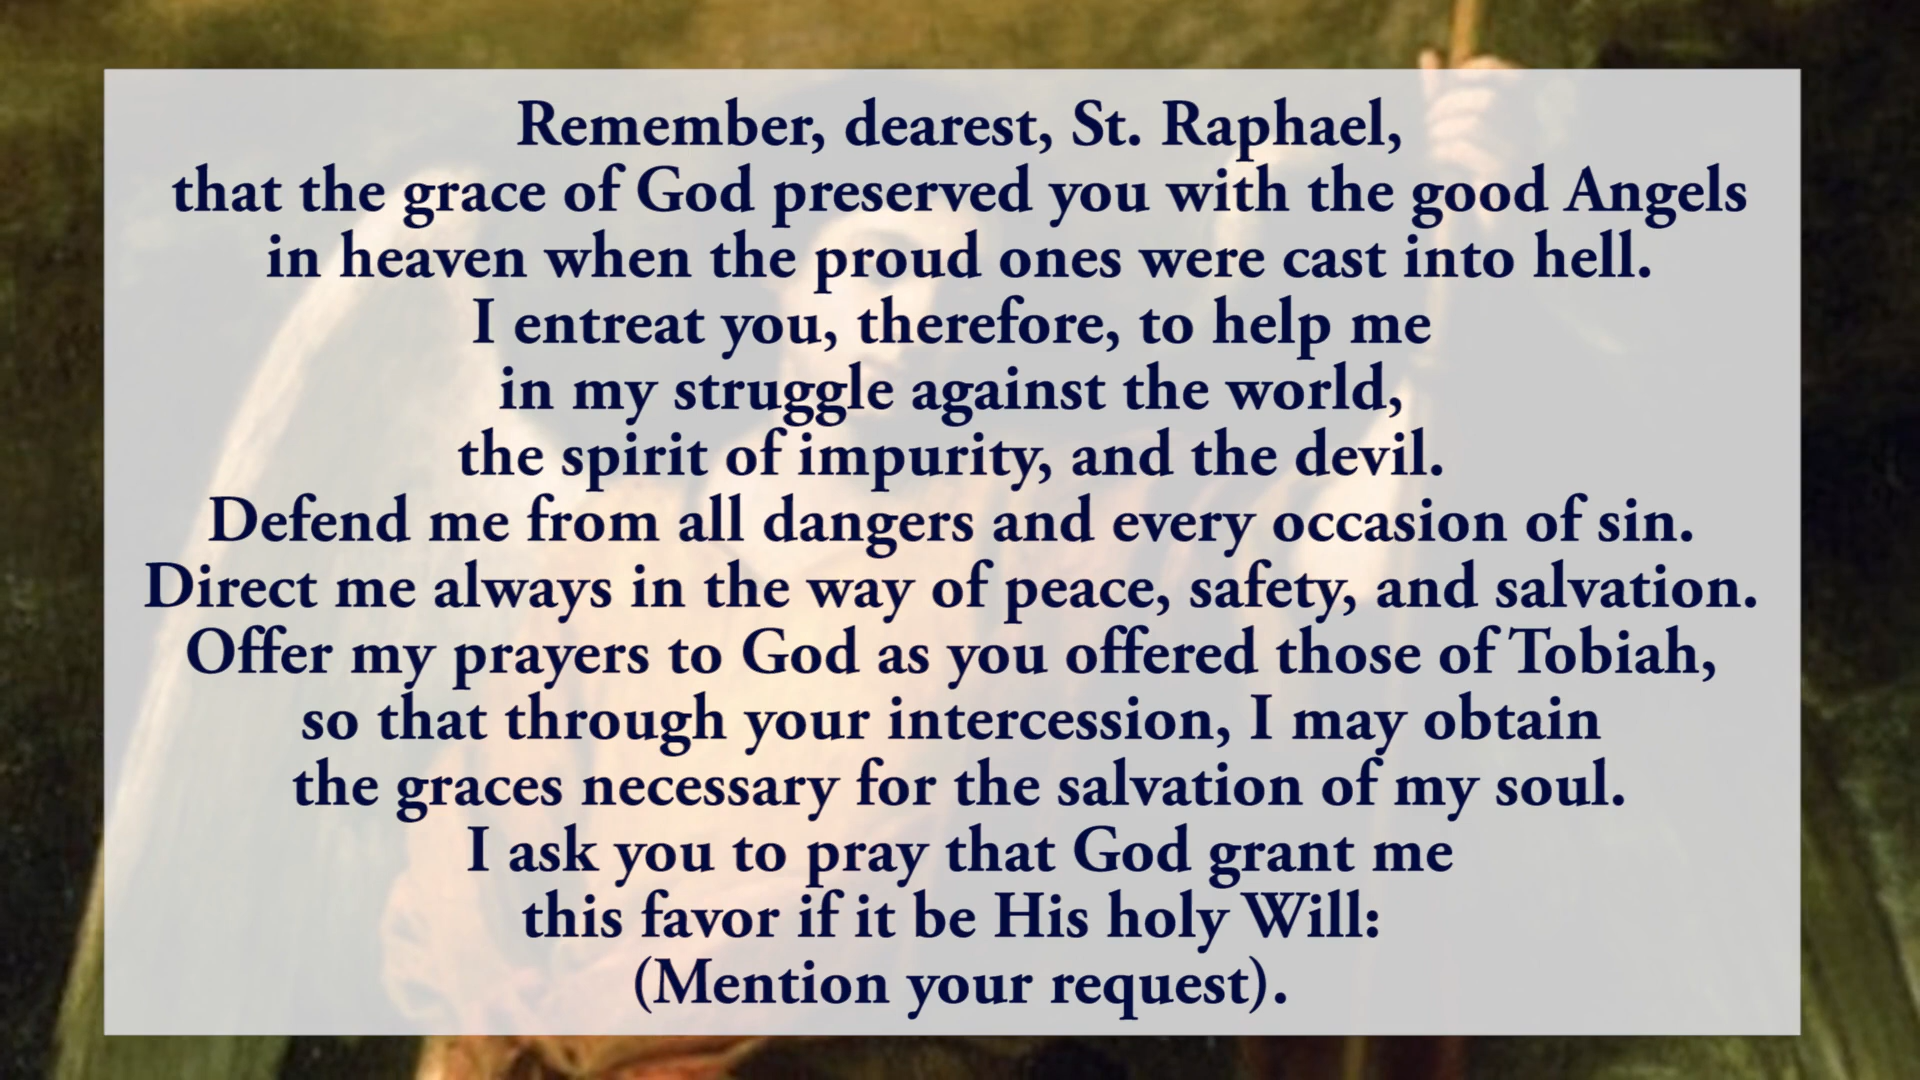 Remember, dearest, St. Raphael,
that the grace of God preserved you with the good Angels
in heaven when the proud ones were cast into hell.
I entreat you, therefore, to help me
in my struggle against the world,
the spirit of impurity, and the devil.
Defend me from all dangers and every occasion of sin.
Direct me always in the way of peace, safety, and salvation.
Offer my prayers to God as you offered those of Tobiah,
so that through your intercession, I may obtain
the graces necessary for the salvation of my soul.
I ask you to pray that God grant me
this favor if it be His holy Will:
(Mention your request).